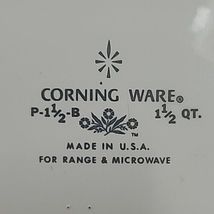 CORNING WARE®
P-1½-B 1½ QT.
MADE IN U.S.A.
FOR RANGE & MICROWAVE